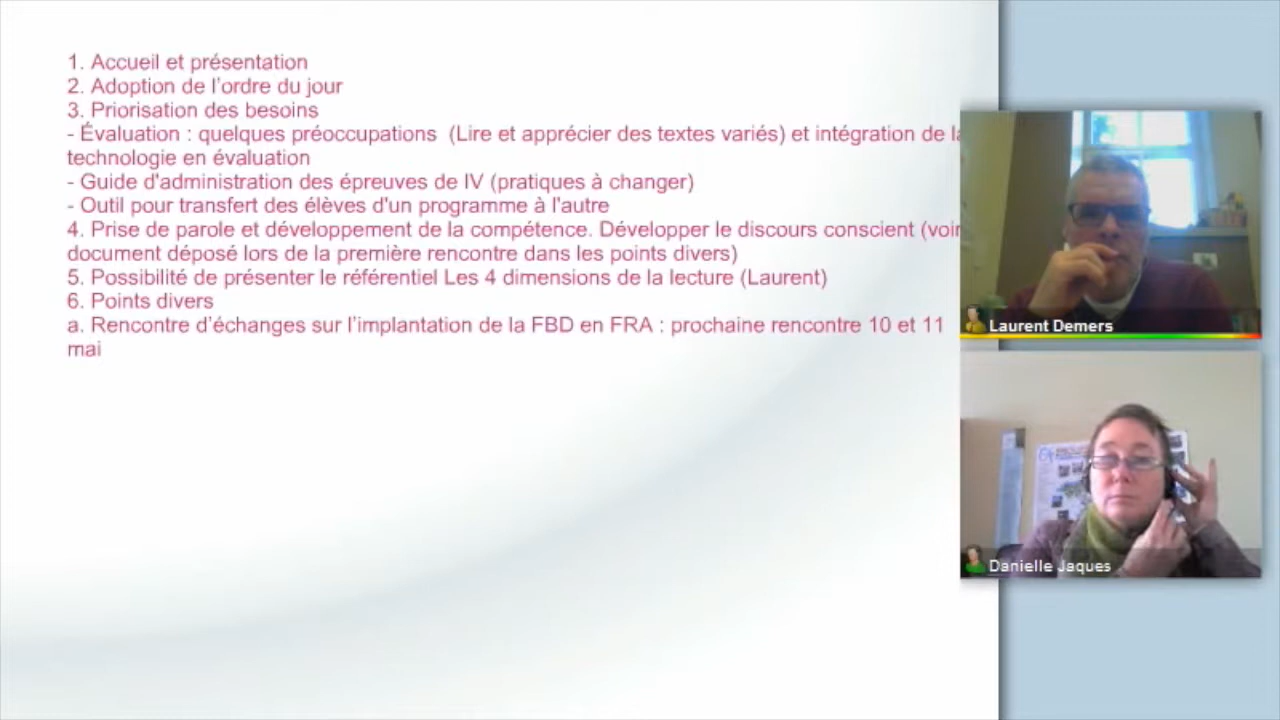 1. Accueil et présentation
2. Adoption de l'ordre du jour
3. Priorisation des besoins
- Évaluation : quelques préoccupations (Lire et apprécier des textes variés) et intégration de la
technologie en évaluation
- Guide d'administration des épreuves de IV (pratiques à changer)
- Outil pour transfert des élèves d'un programme à l'autre
4. Prise de parole et développement de la compétence. Développer le discours conscient (voir
document déposé lors de la première rencontre dans les points divers)
5. Possibilité de présenter le référentiel Les 4 dimensions de la lecture (Laurent)
6. Points divers
a. Rencontre d'échanges sur l'implantation de la FBD en FRA : prochaine rencontre 10 et 11
mai
Laurent Demers
Danielle Jaques